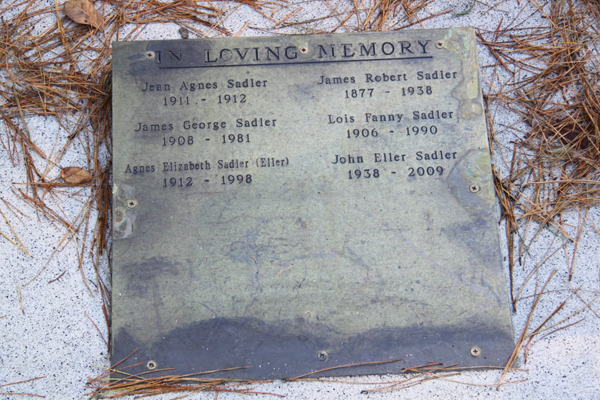 IN LOVING MEMORY
Jean Agnes Sadler
1911 - 1912
James George Sadler
1908 - 1981
Agnes Elizabeth Sadler (Eller)
1912 - 1998
James Robert Sadler
1877 - 1938
Lois Fanny Sadler
1906 - 1990
John Eller Sadler
1938 - 2009